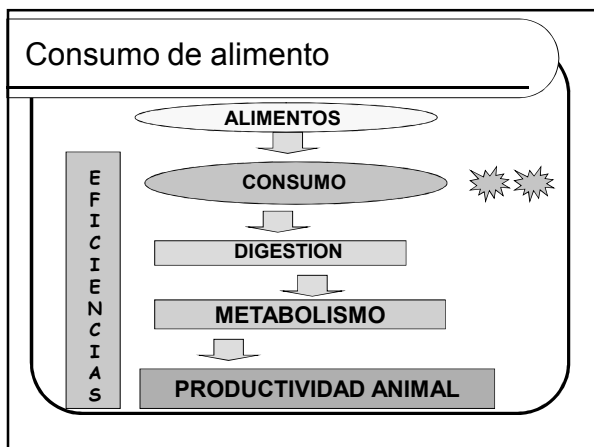 Consumo de alimento
ALIMENTOS
CONSUMO
DIGESTION
METABOLISMO
PRODUCTIVIDAD ANIMAL
EFICIENCIAS